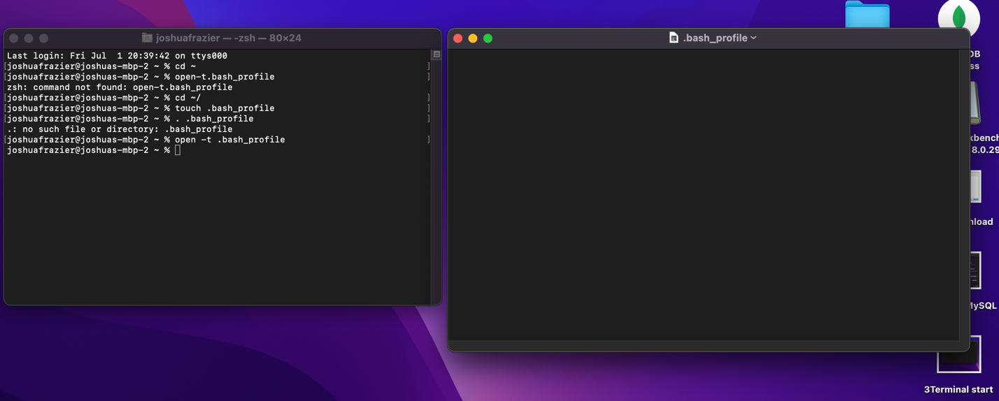 joshuafrazier — -zsh — 80×24
Last login: Fri Jul  1 20:39:42 on ttys000
[joshuafrazier@joshuas-mbp-2 ~ % cd ~ ]
[joshuafrazier@joshuas-mbp-2 ~ % open-t.bash_profile ]
zsh: command not found: open-t.bash_profile
[joshuafrazier@joshuas-mbp-2 ~ % cd ~/ ]
[joshuafrazier@joshuas-mbp-2 ~ % touch .bash_profile ]
[joshuafrazier@joshuas-mbp-2 ~ % . .bash_profile ]
.: no such file or directory: .bash_profile
[joshuafrazier@joshuas-mbp-2 ~ % open -t .bash_profile ]
joshuafrazier@joshuas-mbp-2 ~ %
.bash_profile
DB
ss
kbench
8.0.29
nload
MySQL
3Terminal start